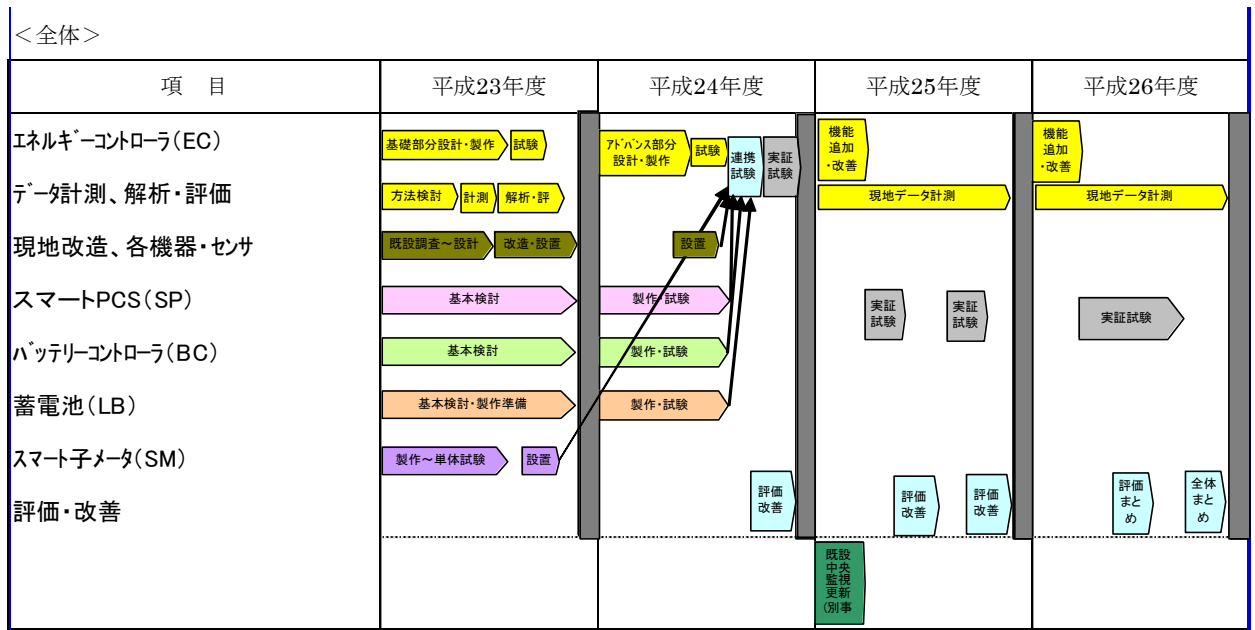 ＜全体＞
項　目
平成23年度
平成24年度
平成25年度
平成26年度
エネルギーコントローラ(EC)
基礎部分設計・製作
試験
アドバンス部分
設計・製作
試験
連携
試験
実証
試験
機能
追加
・改善
機能
追加
・改善
データ計測、解析・評価
方法検討
計測
解析・評
現地データ計測
現地データ計測
現地改造、各機器・センサ
既設調査～設計
改造・設置
設置
スマートPCS(SP)
基本検討
製作・試験
実証
試験
実証
試験
実証試験
バッテリーコントローラ(BC)
基本検討
製作・試験
蓄電池(LB)
基本検討・製作準備
製作・試験
スマート子メータ(SM)
製作～単体試験
設置
評価・改善
評価
改善
評価
改善
評価
改善
評価
まと
め
全体
まと
め
既設
中央
監視
更新
(別事